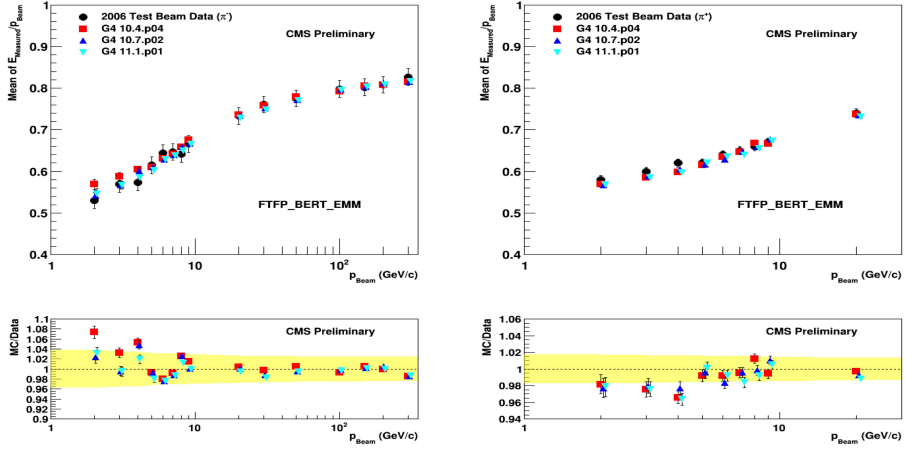 2006 Test Beam Data (π⁻)
G4 10.4.p04
G4 10.7.p02
G4 11.1.p01
CMS Preliminary
FTFP_BERT_EMM
Mean of E_Measured/p_Beam
1
0.9
0.8
0.7
0.6
0.5
0.4
1 10 10²
p_Beam (GeV/c)
2006 Test Beam Data (π⁺)
G4 10.4.p04
G4 10.7.p02
G4 11.1.p01
CMS Preliminary
FTFP_BERT_EMM
Mean of E_Measured/p_Beam
1
0.9
0.8
0.7
0.6
0.5
0.4
1 10
p_Beam (GeV/c)
CMS Preliminary
MC/Data
1.1
1.08
1.06
1.04
1.02
1
0.98
0.96
0.94
0.92
0.9
1 10 10²
p_Beam (GeV/c)
CMS Preliminary
MC/Data
1.06
1.04
1.02
1
0.98
0.96
0.94
1 10
p_Beam (GeV/c)